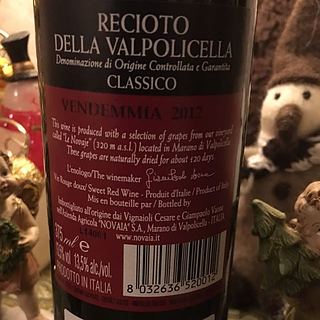 RECIOTO
DELLA VALPOLICELLA
Denominazione di Origine Controllata e Garantita
CLASSICO
VENDEMMIA 2012
This wine is produced with a selection of grapes from our vineyard
called "Le Novaje" (320 m a.s.l.) located in Marano di Valpolicella.
These grapes are naturally dried for about 120 days.
L'enologo/The winemaker
Vin Rouge doux/ Sweet Red Wine - Produit d'Italie / Product of Italy
Mis en bouteille par / Bottled by
Imbottigliato all'origine dai Vignaioli Cesare e Giampaolo Vaona
nell'Azienda Agricola "NOVAIA" S.A., Marano di Valpolicella - ITALIA
375 ml e
L14081
13,5% alc/vol.
PRODOTTO IN ITALIA
www.novaia.it
8 032636 520012